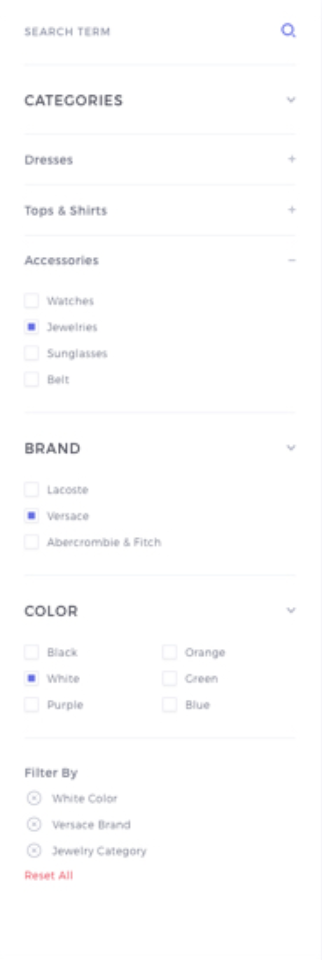 SEARCH TERM
CATEGORIES
Dresses
Tops & Shirts
Accessories
Watches
Jewelries
Sunglasses
Belt
BRAND
Lacoste
Versace
Abercrombie & Fitch
COLOR
Black Orange
White Green
Purple Blue
Filter By
White Color
Versace Brand
Jewelry Category
Reset All